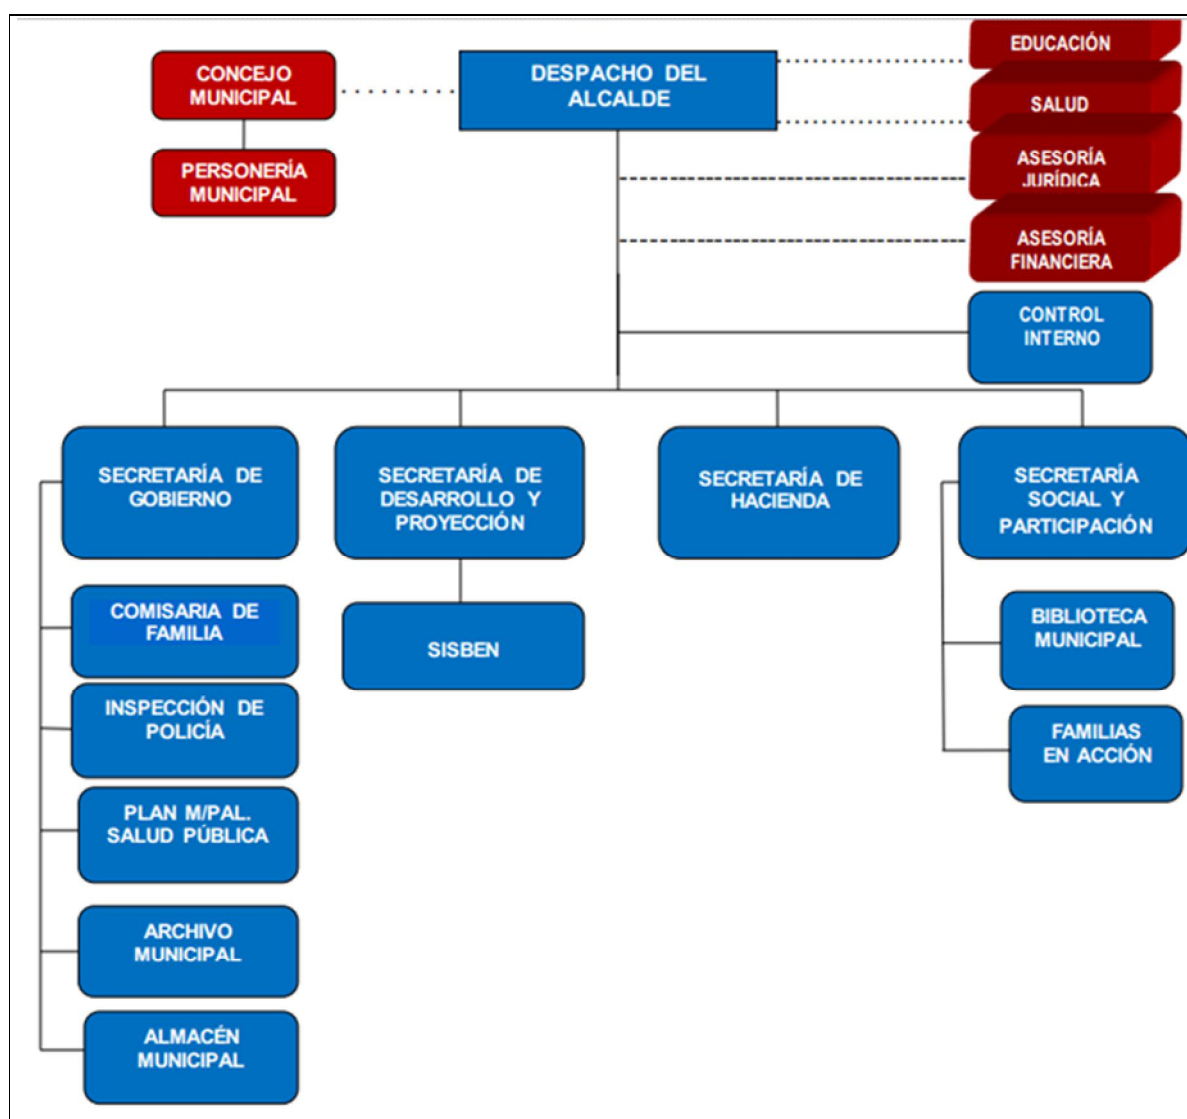 EDUCACIÓN
CONCEJO
MUNICIPAL
DESPACHO DEL
ALCALDE
SALUD
PERSONERÍA
MUNICIPAL
ASESORÍA
JURÍDICA
ASESORÍA
FINANCIERA
CONTROL
INTERNO
SECRETARÍA DE
GOBIERNO
SECRETARÍA DE
DESARROLLO Y
PROYECCIÓN
SECRETARÍA DE
HACIENDA
SECRETARÍA
SOCIAL Y
PARTICIPACIÓN
COMISARIA DE
FAMILIA
SISBEN
BIBLIOTECA
MUNICIPAL
INSPECCIÓN DE
POLICÍA
FAMILIAS
EN ACCIÓN
PLAN M/PAL.
SALUD PÚBLICA
ARCHIVO
MUNICIPAL
ALMACÉN
MUNICIPAL